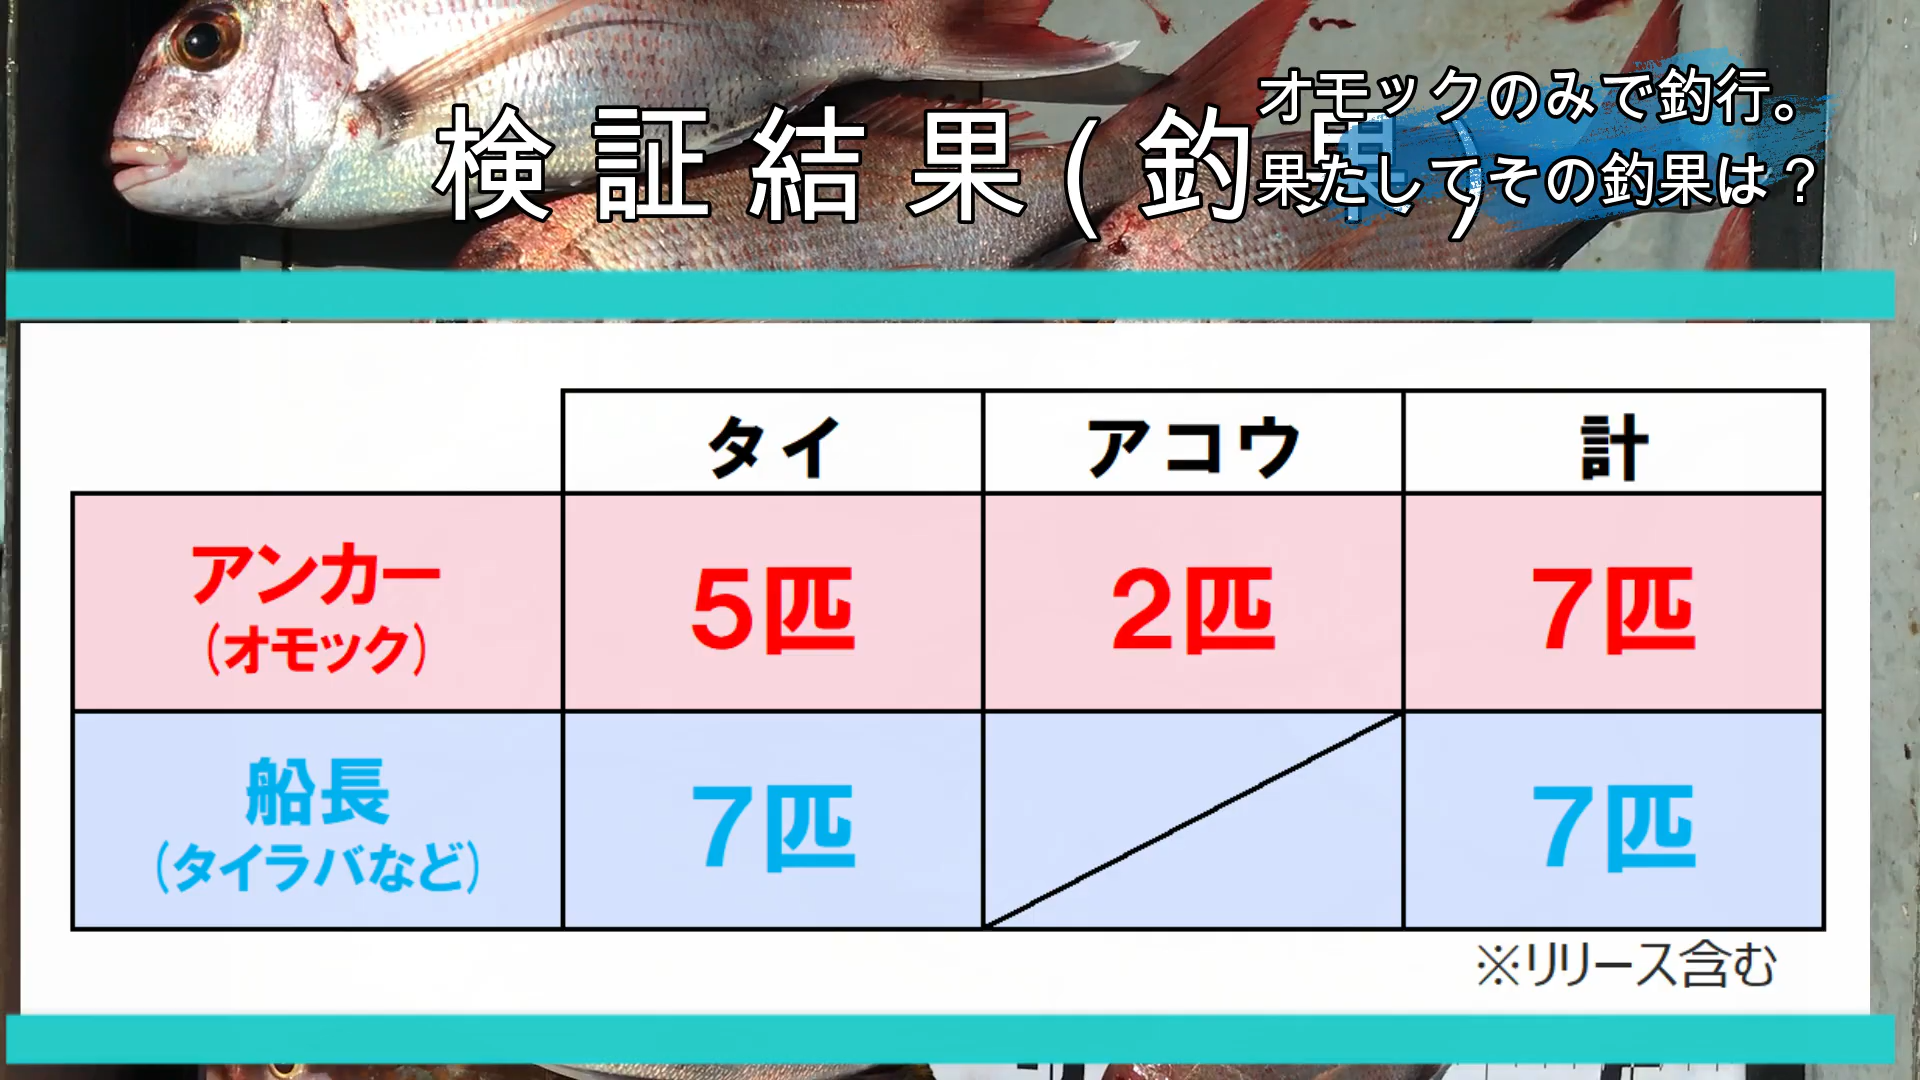 検証結果(釣果)
オモックのみで釣行。
果たしてその釣果は？
タイ アコウ 計
アンカー 5匹 2匹 7匹
(オモック)
船長 7匹 7匹
(タイラバなど)
※リリース含む